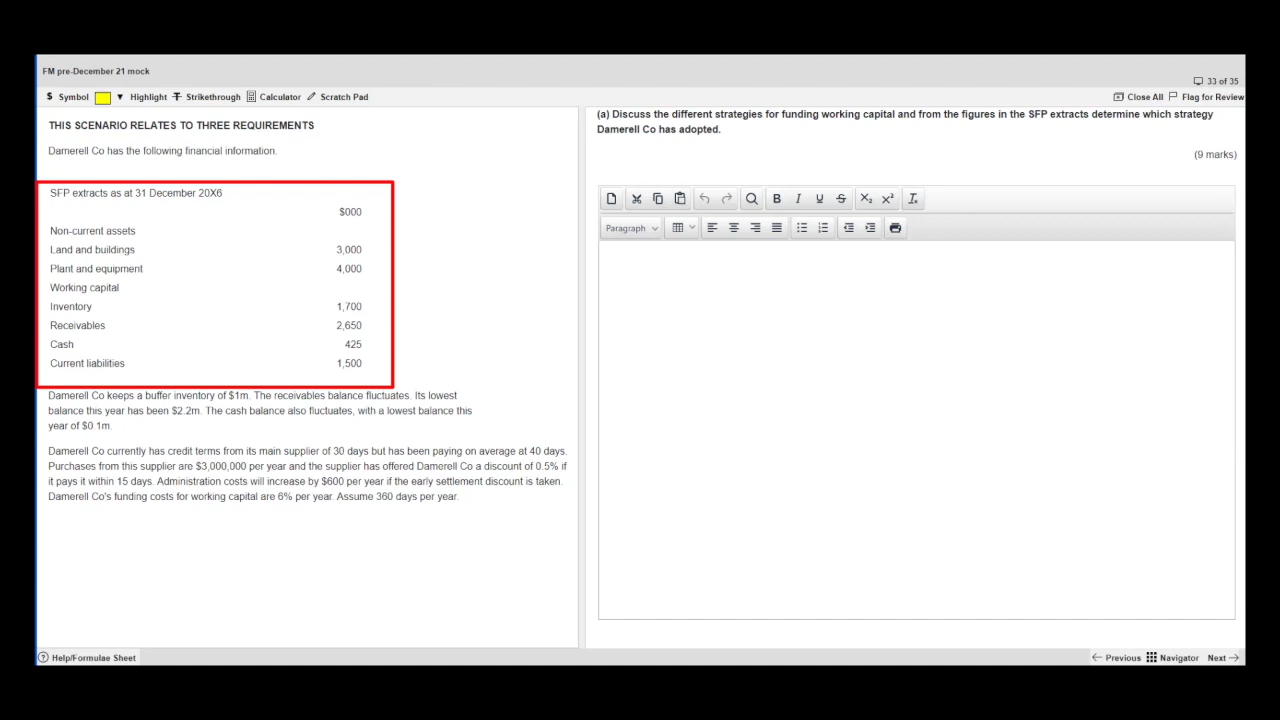 FM pre-December 21 mock
33 of 35
$ Symbol Highlight Strikethrough Calculator Scratch Pad
Close All Flag for Review
THIS SCENARIO RELATES TO THREE REQUIREMENTS
Damerell Co has the following financial information.
SFP extracts as at 31 December 20X6
$000
Non-current assets
Land and buildings 3,000
Plant and equipment 4,000
Working capital
Inventory 1,700
Receivables 2,650
Cash 425
Current liabilities 1,500
Damerell Co keeps a buffer inventory of $1m. The receivables balance fluctuates. Its lowest
balance this year has been $2.2m. The cash balance also fluctuates, with a lowest balance this
year of $0.1m.
Damerell Co currently has credit terms from its main supplier of 30 days but has been paying on average at 40 days.
Purchases from this supplier are $3,000,000 per year and the supplier has offered Damerell Co a discount of 0.5% if
it pays it within 15 days. Administration costs will increase by $600 per year if the early settlement discount is taken.
Damerell Co's funding costs for working capital are 6% per year. Assume 360 days per year.
(a) Discuss the different strategies for funding working capital and from the figures in the SFP extracts determine which strategy
Damerell Co has adopted.
(9 marks)
B I U S X₂ X² Ix
Paragraph
? Help/Formulae Sheet
Previous Navigator Next